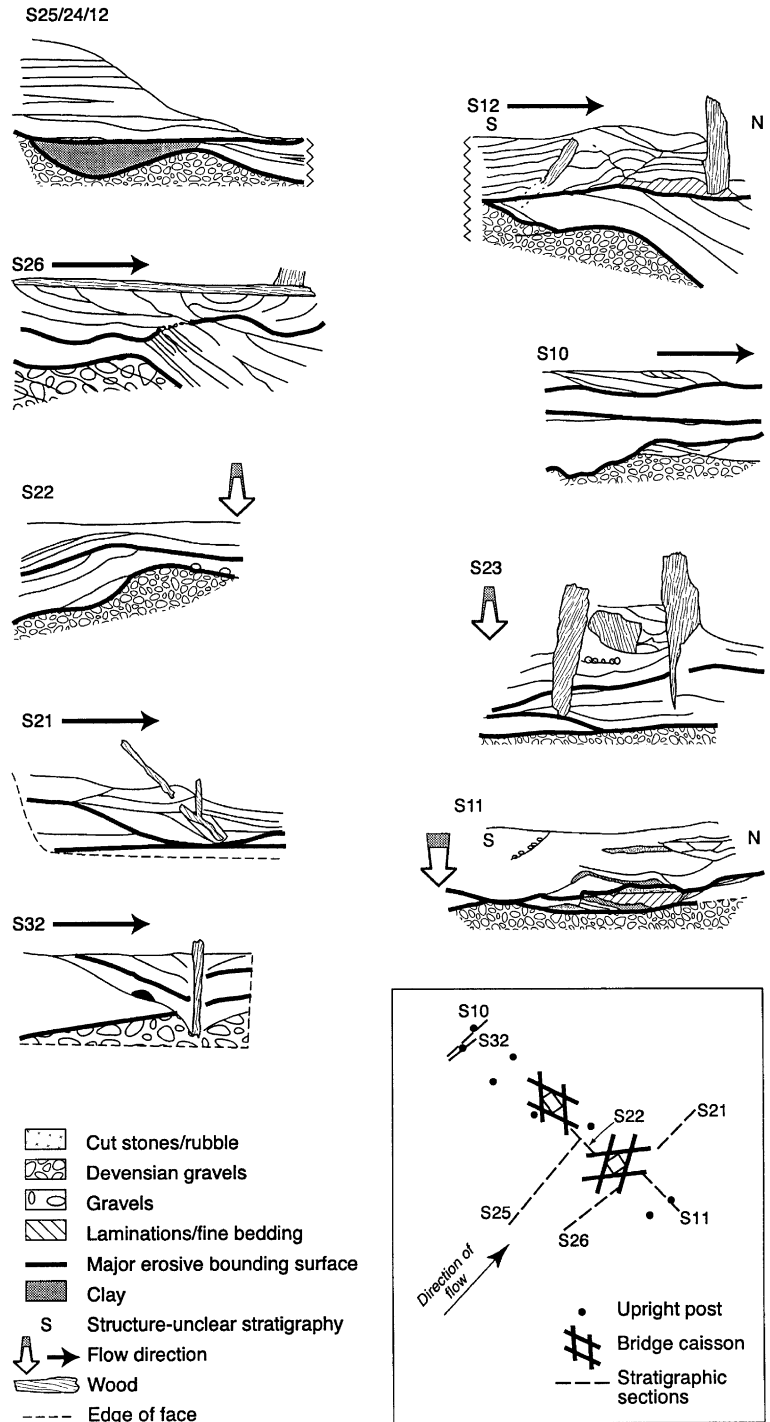 S25/24/12
S12
S
N
S26
S10
S22
S23
S21
S11
S
N
S32
Cut stones/rubble
Devensian gravels
Gravels
Laminations/fine bedding
Major erosive bounding surface
Clay
S Structure-unclear stratigraphy
Flow direction
Wood
Edge of face
S10
S32
S22
S21
S25
S26
S11
Direction of
flow
Upright post
Bridge caisson
Stratigraphic
sections